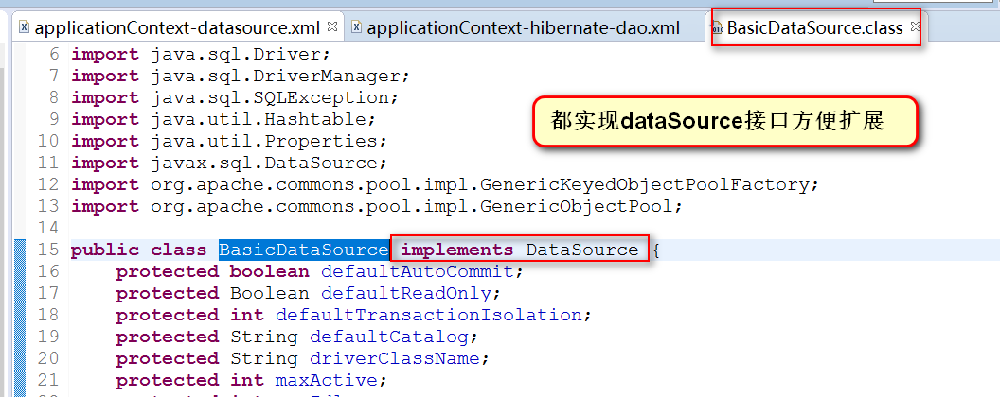 applicationContext-datasource.xml applicationContext-hibernate-dao.xml BasicDataSource.class
6 import java.sql.Driver;
7 import java.sql.DriverManager;
8 import java.sql.SQLException;
9 import java.util.Hashtable;
都实现dataSource接口方便扩展
10 import java.util.Properties;
11 import javax.sql.DataSource;
12 import org.apache.commons.pool.impl.GenericKeyedObjectPoolFactory;
13 import org.apache.commons.pool.impl.GenericObjectPool;
14
15 public class BasicDataSource implements DataSource {
16 protected boolean defaultAutoCommit;
17 protected Boolean defaultReadOnly;
18 protected int defaultTransactionIsolation;
19 protected String defaultCatalog;
20 protected String driverClassName;
21 protected int maxActive;